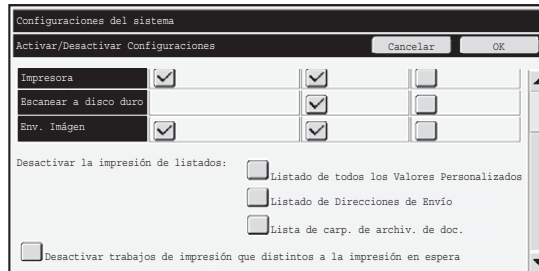 Configuraciones del sistema
Activar/Desactivar Configuraciones
Cancelar
OK
Impresora
Escanear a disco duro
Env. Imágen
Desactivar la impresión de listados:
Listado de todos los Valores Personalizados
Listado de Direcciones de Envío
Lista de carp. de archiv. de doc.
Desactivar trabajos de impresión que distintos a la impresión en espera